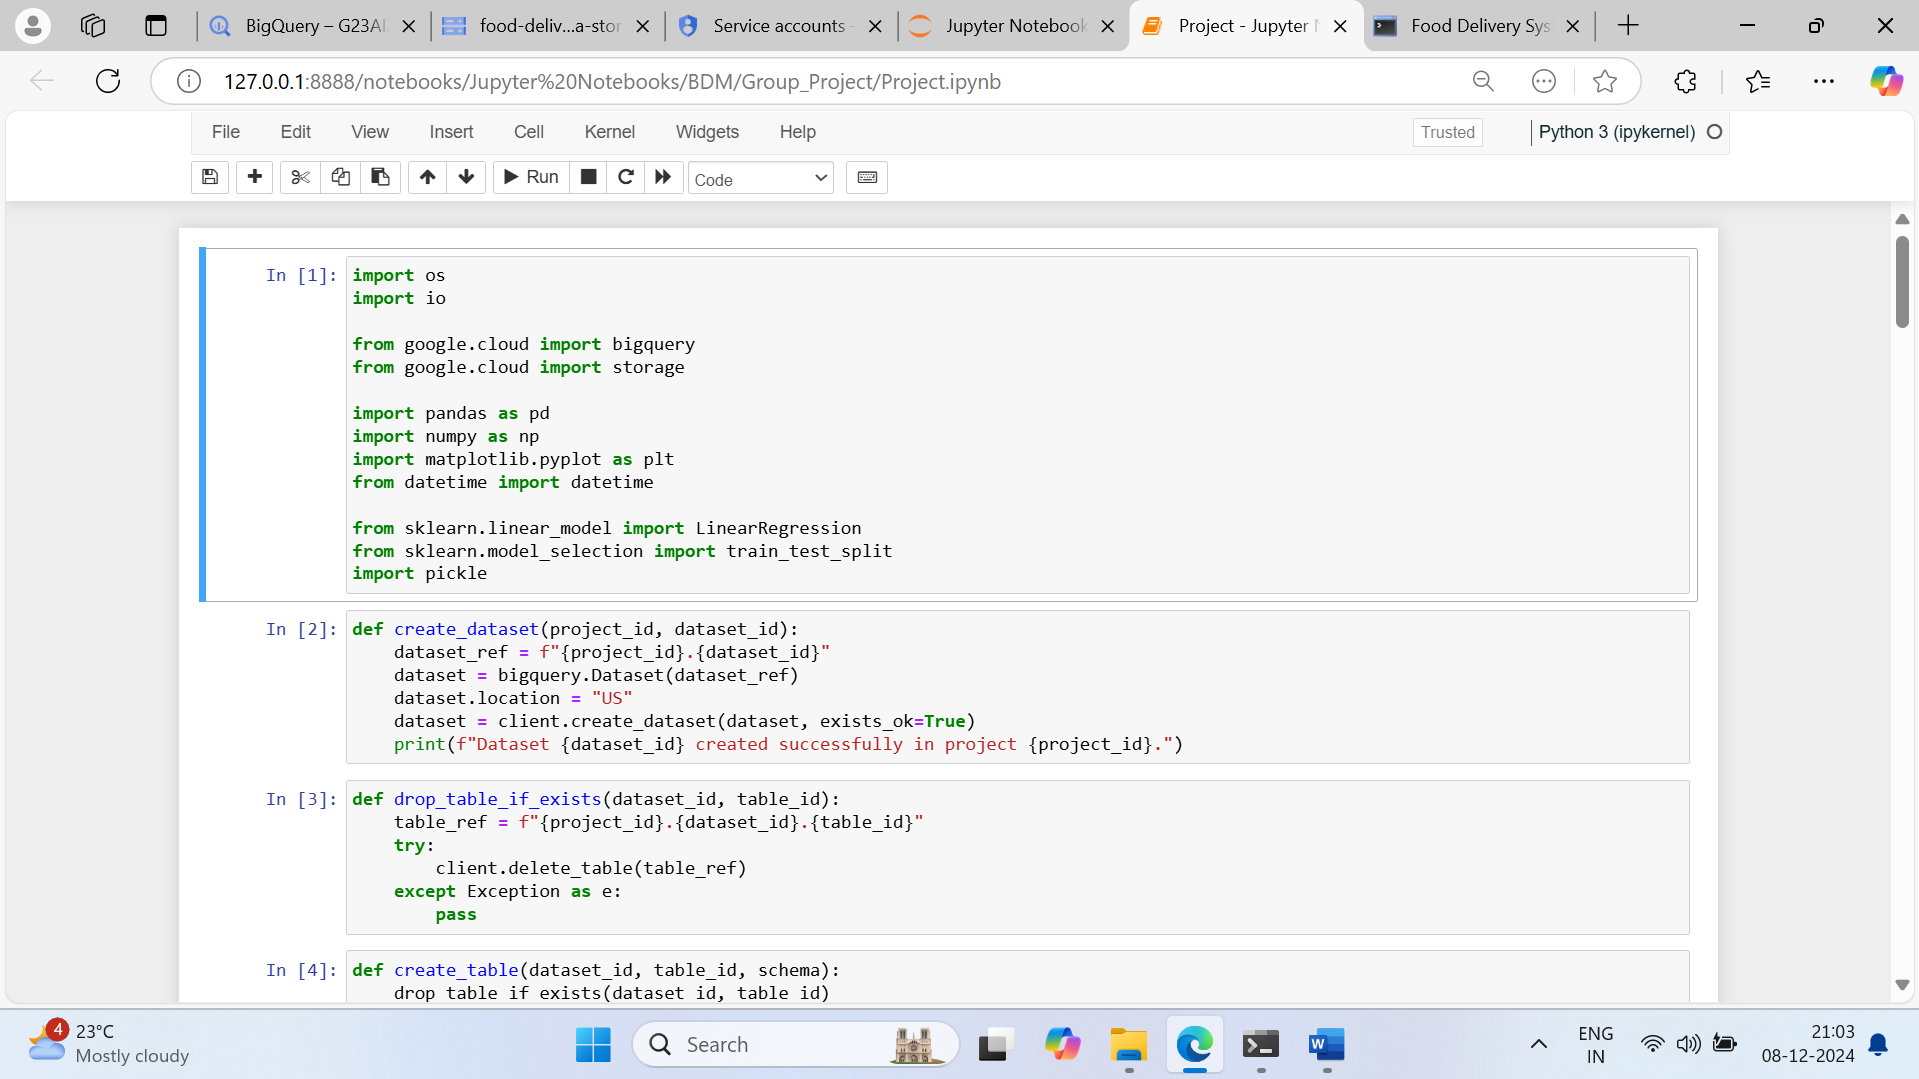 BigQuery – G23AI
food-deliv...a-stor
Service accounts -
Jupyter Notebook
Project - Jupyter N
Food Delivery Sys
127.0.0.1:8888/notebooks/Jupyter%20Notebooks/BDM/Group_Project/Project.ipynb
File Edit View Insert Cell Kernel Widgets Help Trusted Python 3 (ipykernel)
Run Code
In [1]: import os
import io
from google.cloud import bigquery
from google.cloud import storage
import pandas as pd
import numpy as np
import matplotlib.pyplot as plt
from datetime import datetime
from sklearn.linear_model import LinearRegression
from sklearn.model_selection import train_test_split
import pickle
In [2]: def create_dataset(project_id, dataset_id):
dataset_ref = f"{project_id}.{dataset_id}"
dataset = bigquery.Dataset(dataset_ref)
dataset.location = "US"
dataset = client.create_dataset(dataset, exists_ok=True)
print(f"Dataset {dataset_id} created successfully in project {project_id}.")
In [3]: def drop_table_if_exists(dataset_id, table_id):
table_ref = f"{project_id}.{dataset_id}.{table_id}"
try:
client.delete_table(table_ref)
except Exception as e:
pass
In [4]: def create_table(dataset_id, table_id, schema):
drop_table_if_exists(dataset_id, table_id)
4
23°C
Mostly cloudy
Search
ENG
IN
21:03
08-12-2024